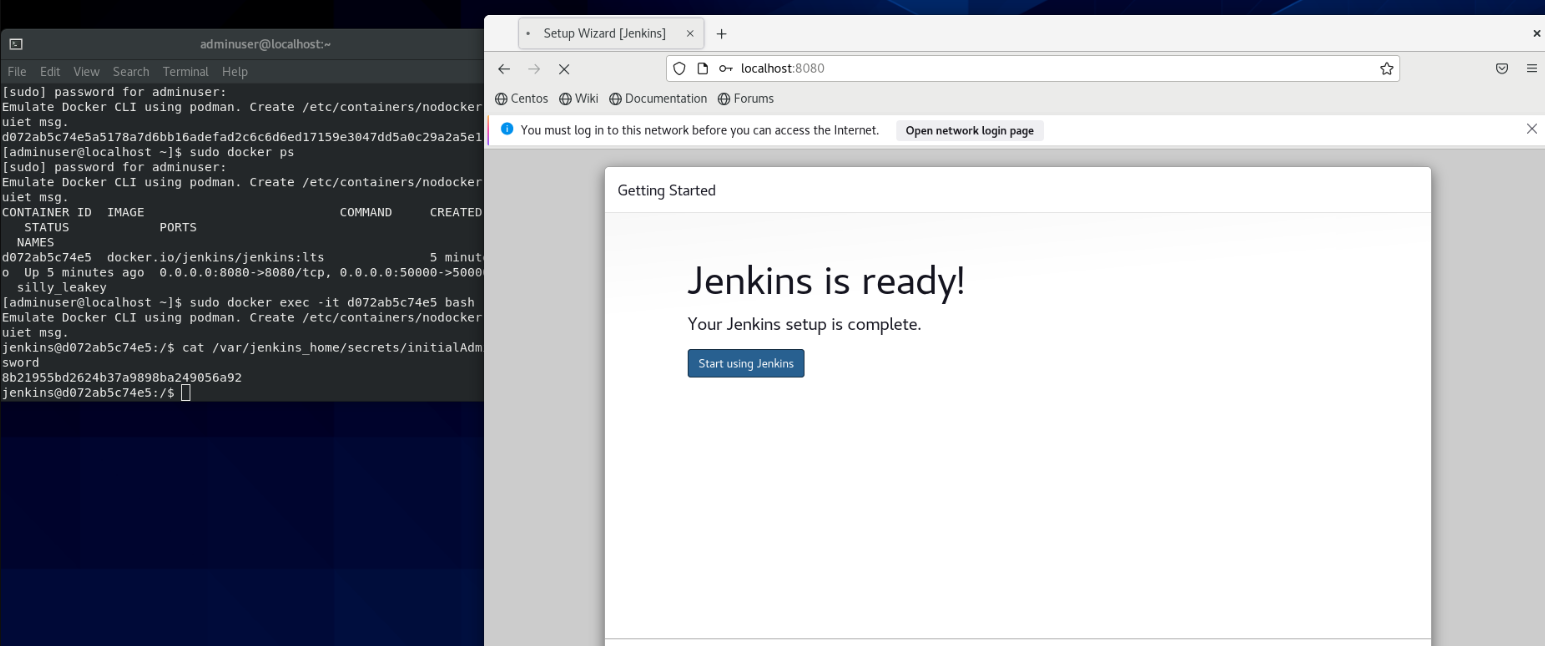 adminuser@localhost:~
File Edit View Search Terminal Help
[sudo] password for adminuser:
Emulate Docker CLI using podman. Create /etc/containers/nodocker
uiet msg.
d072ab5c74e5a5178a7d6bb16adefad2c6c6d6ed17159e3047dd5a0c29a2a5e1
[adminuser@localhost ~]$ sudo docker ps
[sudo] password for adminuser:
Emulate Docker CLI using podman. Create /etc/containers/nodocker
uiet msg.
CONTAINER ID IMAGE COMMAND CREATED
STATUS PORTS
NAMES
d072ab5c74e5 docker.io/jenkins/jenkins:lts 5 minut
o Up 5 minutes ago 0.0.0.0:8080->8080/tcp, 0.0.0.0:50000->5000
silly_leakey
[adminuser@localhost ~]$ sudo docker exec -it d072ab5c74e5 bash
Emulate Docker CLI using podman. Create /etc/containers/nodocker
uiet msg.
jenkins@d072ab5c74e5:/$ cat /var/jenkins_home/secrets/initialAdm
sword
8b21955bd2624b37a9898ba249056a92
jenkins@d072ab5c74e5:/$
Setup Wizard [Jenkins]
localhost:8080
Centos Wiki Documentation Forums
You must log in to this network before you can access the Internet. Open network login page
Getting Started
Jenkins is ready!
Your Jenkins setup is complete.
Start using Jenkins